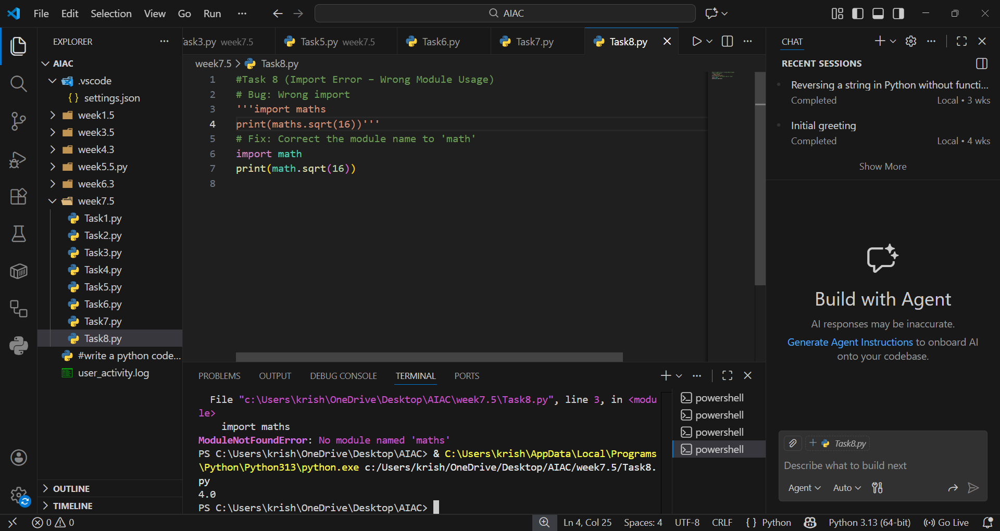 File Edit Selection View Go Run
AIAC
EXPLORER
AIAC
.vscode
{ } settings.json
week1.5
week3.5
week4.3
week5.5.py
week6.3
week7.5
Task1.py
Task2.py
Task3.py
Task4.py
Task5.py
Task6.py
Task7.py
Task8.py
#write a python code...
user_activity.log
OUTLINE
TIMELINE
ask3.py week7.5 Task5.py week7.5 Task6.py Task7.py Task8.py
week7.5 > Task8.py
1 #Task 8 (Import Error – Wrong Module Usage)
2 # Bug: Wrong import
3 '''import maths
4 print(maths.sqrt(16))'''
5 # Fix: Correct the module name to 'math'
6 import math
7 print(math.sqrt(16))
8
PROBLEMS OUTPUT DEBUG CONSOLE TERMINAL PORTS
File "c:\Users\krish\OneDrive\Desktop\AIAC\week7.5\Task8.py", line 3, in <modu
le>
import maths
ModuleNotFoundError: No module named 'maths'
PS C:\Users\krish\OneDrive\Desktop\AIAC> & C:\Users\krish\AppData\Local\Programs
\Python\Python313\python.exe c:/Users/krish/OneDrive/Desktop/AIAC/week7.5/Task8.
py
4.0
PS C:\Users\krish\OneDrive\Desktop\AIAC>
powershell
powershell
powershell
powershell
CHAT
RECENT SESSIONS
Reversing a string in Python without functi...
Completed Local • 3 wks
Initial greeting
Completed Local • 4 wks
Show More
Build with Agent
AI responses may be inaccurate.
Generate Agent Instructions to onboard AI
onto your codebase.
+ Task8.py
Describe what to build next
Agent Auto
0 0 Ln 4, Col 25 Spaces: 4 UTF-8 CRLF { } Python Python 3.13 (64-bit) Go Live